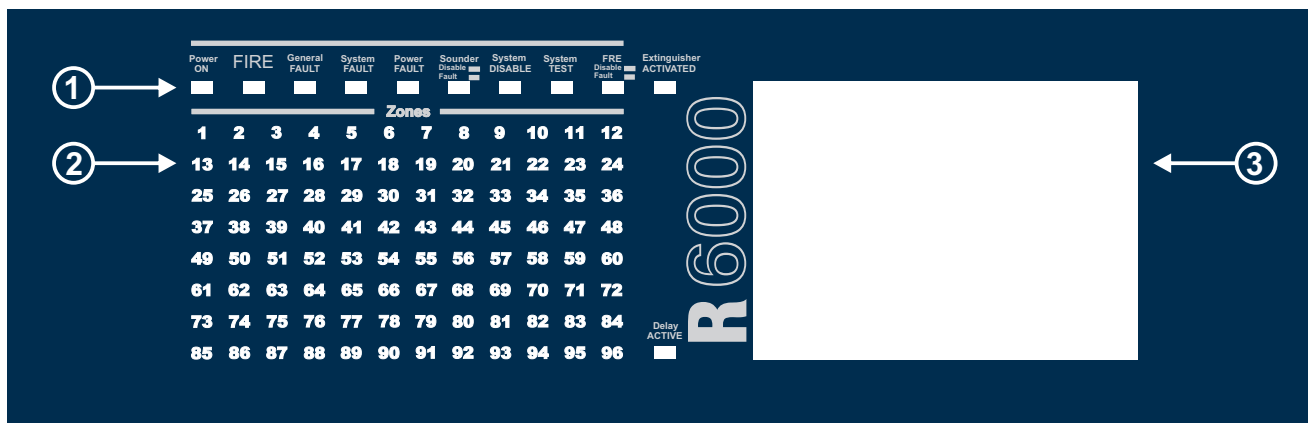 Power ON
FIRE
General FAULT
System FAULT
Power FAULT
Sounder Disable Fault
System DISABLE
System TEST
FRE Disable Fault
Extinguisher ACTIVATED
1
Zones
1 2 3 4 5 6 7 8 9 10 11 12
2
13 14 15 16 17 18 19 20 21 22 23 24
3
25 26 27 28 29 30 31 32 33 34 35 36
37 38 39 40 41 42 43 44 45 46 47 48
49 50 51 52 53 54 55 56 57 58 59 60
61 62 63 64 65 66 67 68 69 70 71 72
73 74 75 76 77 78 79 80 81 82 83 84
85 86 87 88 89 90 91 92 93 94 95 96
Delay
ACTIVE
R6000